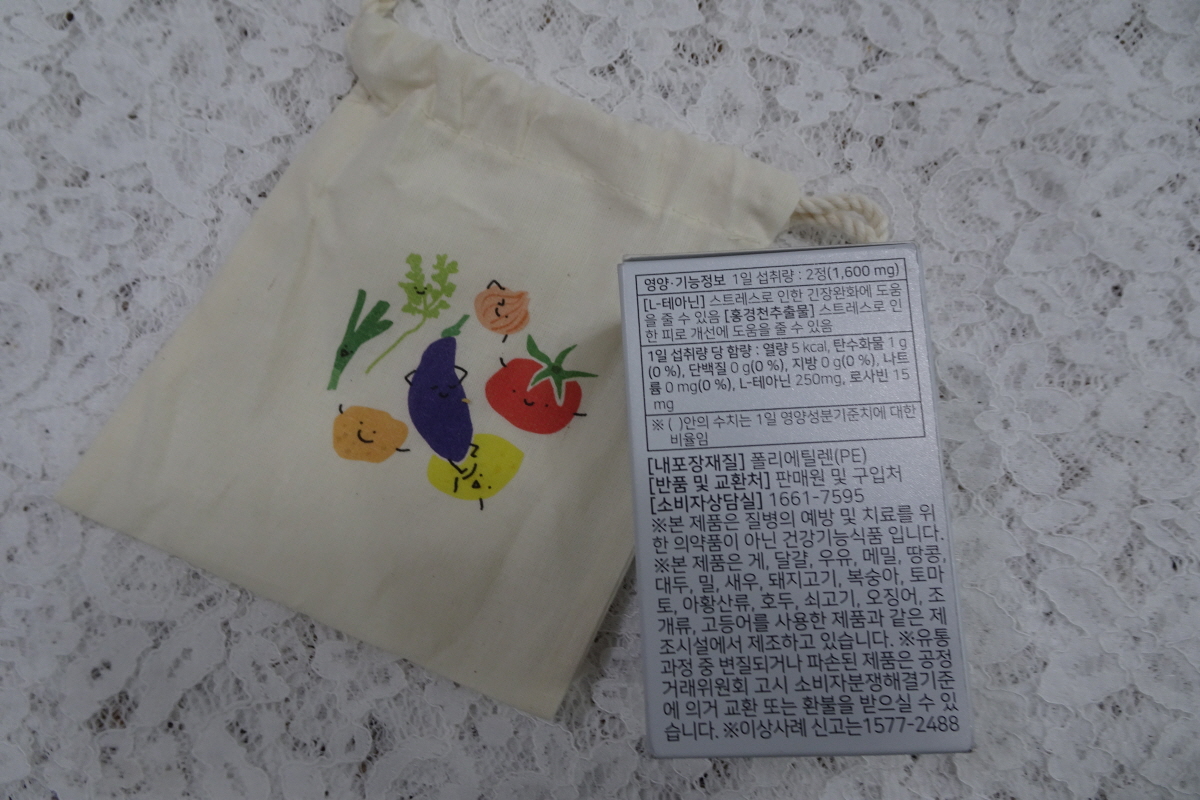 영양·기능정보 1일 섭취량 : 2정(1,600 mg)
[L-테아닌] 스트레스로 인한 긴장완화에 도움
을 줄 수 있음 [홍경천추출물] 스트레스로 인
한 피로 개선에 도움을 줄 수 있음
1일 섭취량 당 함량 : 열량 5 kcal, 탄수화물 1 g
(0 %), 단백질 0 g(0 %), 지방 0 g(0 %), 나트
륨 0 mg(0 %), L-테아닌 250mg, 로사빈 15
mg
※ ( )안의 수치는 1일 영양성분기준치에 대한
비율임
[내포장재질] 폴리에틸렌(PE)
[반품 및 교환처] 판매원 및 구입처
[소비자상담실] 1661-7595
※본 제품은 질병의 예방 및 치료를 위
한 의약품이 아닌 건강기능식품 입니다.
※본 제품은 게, 달걀, 우유, 메밀, 땅콩,
대두, 밀, 새우, 돼지고기, 복숭아, 토마
토, 아황산류, 호두, 쇠고기, 오징어, 조
개류, 고등어를 사용한 제품과 같은 제
조시설에서 제조하고 있습니다. ※유통
과정 중 변질되거나 파손된 제품은 공정
거래위원회 고시 소비자분쟁해결기준
에 의거 교환 또는 환불을 받으실 수 있
습니다. ※이상사례 신고는1577-2488